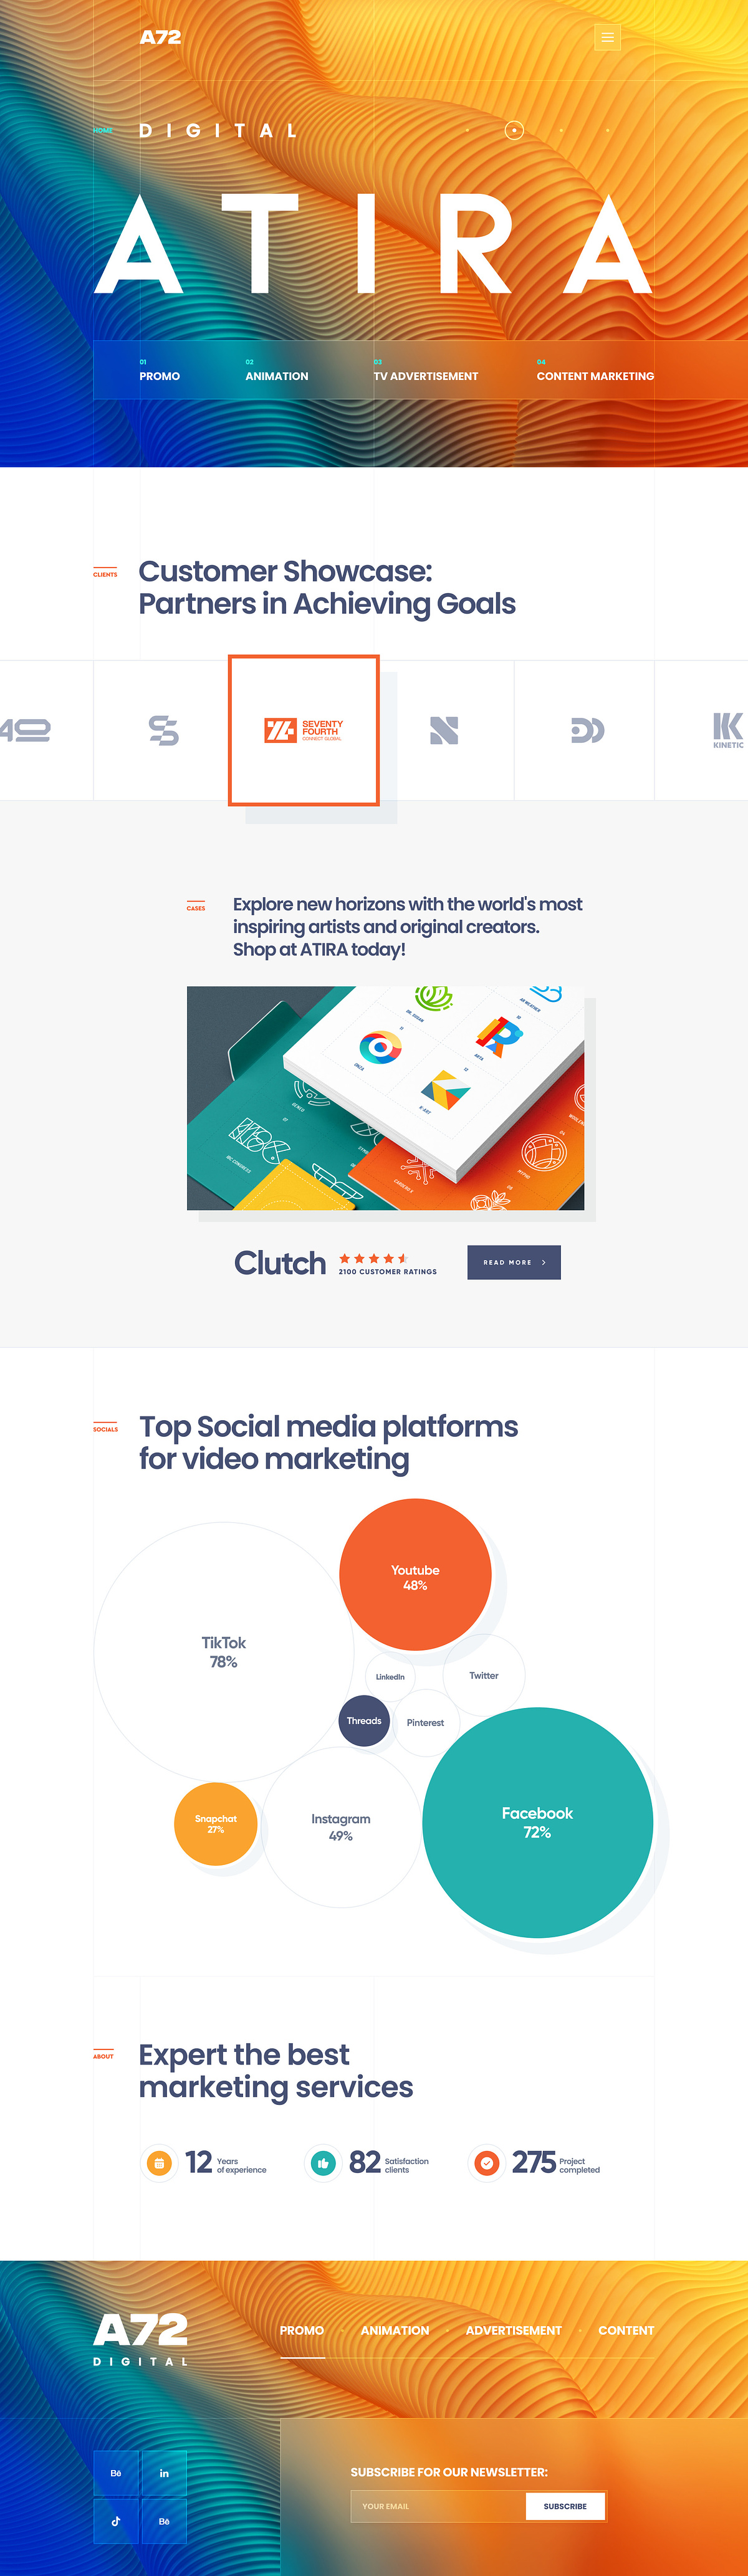 A72
HOME
DIGITAL
ATIRA
01
PROMO
02
ANIMATION
03
TV ADVERTISEMENT
04
CONTENT MARKETING
CLIENTS
Customer Showcase:
Partners in Achieving Goals
40
74
SEVENTY
FOURTH
CONNECT GLOBAL
KINETIC
CASES
Explore new horizons with the world's most
inspiring artists and original creators.
Shop at ATIRA today!
Clutch
2100 CUSTOMER RATINGS
READ MORE
SOCIALS
Top Social media platforms
for video marketing
Youtube
48%
TikTok
78%
LinkedIn
Twitter
Threads
Pinterest
Snapchat
27%
Instagram
49%
Facebook
72%
ABOUT
Expert the best
marketing services
12
Years
of experience
82
Satisfaction
clients
275
Project
completed
A72
DIGITAL
PROMO
ANIMATION
ADVERTISEMENT
CONTENT
Bē
in
Bē
SUBSCRIBE FOR OUR NEWSLETTER:
YOUR EMAIL
SUBSCRIBE